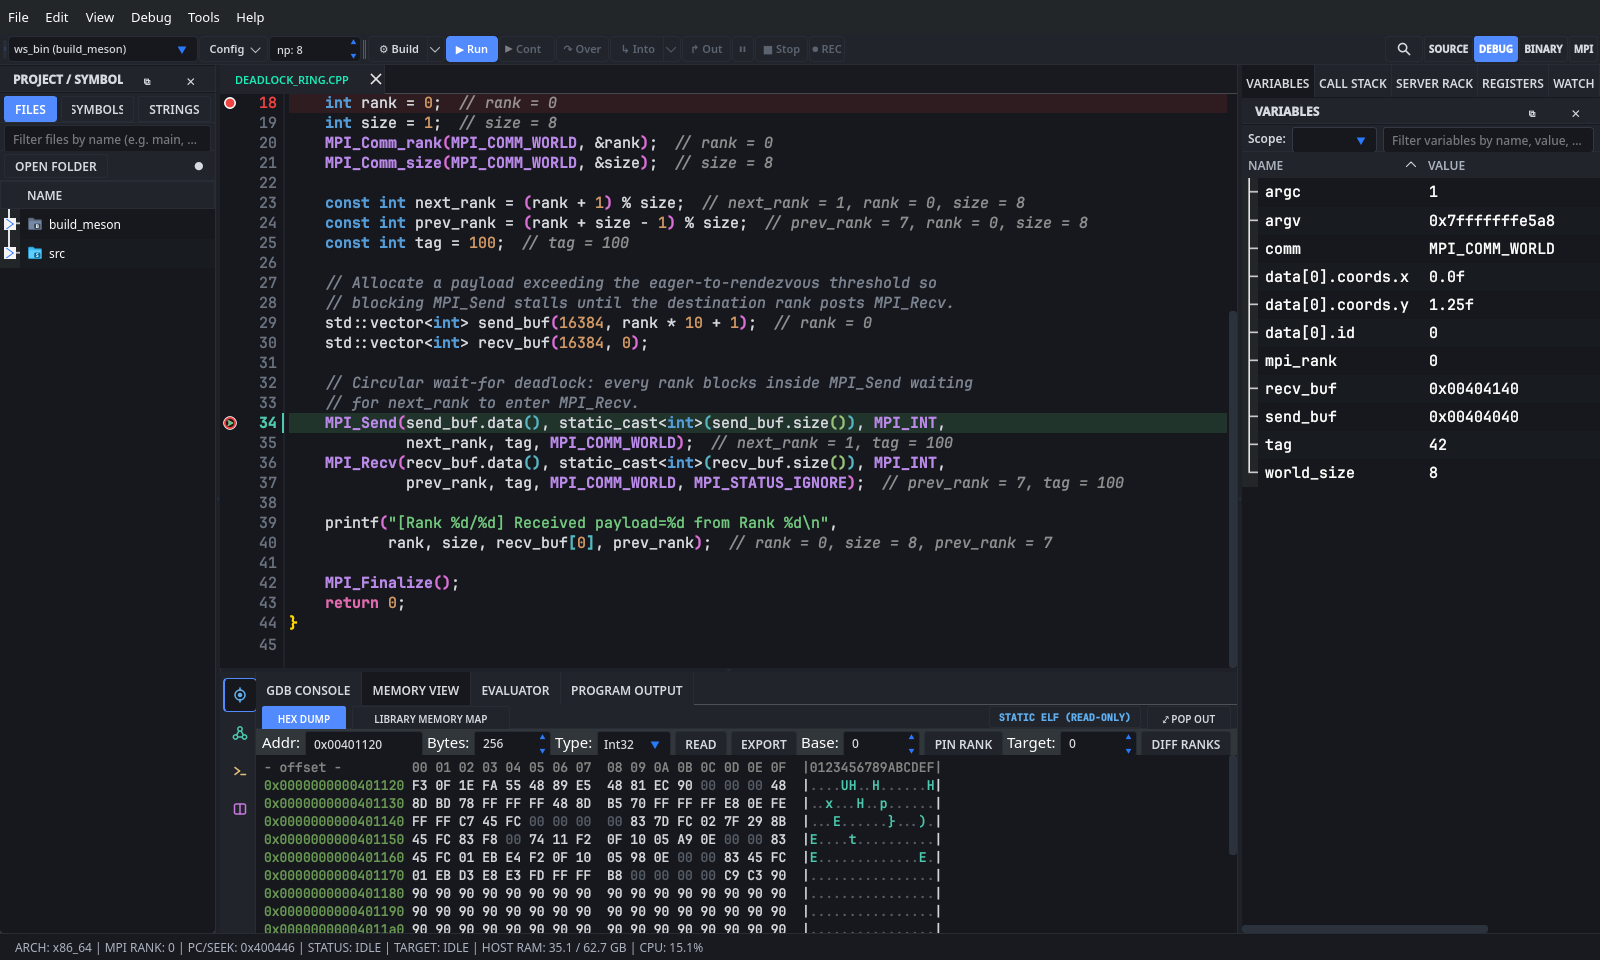 File Edit View Debug Tools Help
ws_bin (build_meson) Config np: 8 Build Run Cont Over Into Out Stop REC SOURCE DEBUG BINARY MPI
PROJECT / SYMBOL
FILES SYMBOLS STRINGS
Filter files by name (e.g. main, ...
OPEN FOLDER
NAME
build_meson
src
DEADLOCK_RING.CPP
18 int rank = 0; // rank = 0
19 int size = 1; // size = 8
20 MPI_Comm_rank(MPI_COMM_WORLD, &rank); // rank = 0
21 MPI_Comm_size(MPI_COMM_WORLD, &size); // size = 8
22
23 const int next_rank = (rank + 1) % size; // next_rank = 1, rank = 0, size = 8
24 const int prev_rank = (rank + size - 1) % size; // prev_rank = 7, rank = 0, size = 8
25 const int tag = 100; // tag = 100
26
27 // Allocate a payload exceeding the eager-to-rendezvous threshold so
28 // blocking MPI_Send stalls until the destination rank posts MPI_Recv.
29 std::vector<int> send_buf(16384, rank * 10 + 1); // rank = 0
30 std::vector<int> recv_buf(16384, 0);
31
32 // Circular wait-for deadlock: every rank blocks inside MPI_Send waiting
33 // for next_rank to enter MPI_Recv.
34 MPI_Send(send_buf.data(), static_cast<int>(send_buf.size()), MPI_INT,
35 next_rank, tag, MPI_COMM_WORLD); // next_rank = 1, tag = 100
36 MPI_Recv(recv_buf.data(), static_cast<int>(recv_buf.size()), MPI_INT,
37 prev_rank, tag, MPI_COMM_WORLD, MPI_STATUS_IGNORE); // prev_rank = 7, tag = 100
38
39 printf("[Rank %d/%d] Received payload=%d from Rank %d\n",
40 rank, size, recv_buf[0], prev_rank); // rank = 0, size = 8, prev_rank = 7
41
42 MPI_Finalize();
43 return 0;
44 }
45
VARIABLES CALL STACK SERVER RACK REGISTERS WATCH
VARIABLES
Scope: Filter variables by name, value, ...
NAME VALUE
argc 1
argv 0x7fffffffe5a8
comm MPI_COMM_WORLD
data[0].coords.x 0.0f
data[0].coords.y 1.25f
data[0].id 0
mpi_rank 0
recv_buf 0x00404140
send_buf 0x00404040
tag 42
world_size 8
GDB CONSOLE MEMORY VIEW EVALUATOR PROGRAM OUTPUT
HEX DUMP LIBRARY MEMORY MAP STATIC ELF (READ-ONLY) POP OUT
Addr: 0x00401120 Bytes: 256 Type: Int32 READ EXPORT Base: 0 PIN RANK Target: 0 DIFF RANKS
- offset - 00 01 02 03 04 05 06 07 08 09 0A 0B 0C 0D 0E 0F |0123456789ABCDEF|
0x0000000000401120 F3 0F 1E FA 55 48 89 E5 48 81 EC 90 00 00 00 48 |....UH..H......H|
0x0000000000401130 8D BD 78 FF FF FF 48 8D B5 70 FF FF FF E8 0E FE |..x...H..p......|
0x0000000000401140 FF FF C7 45 FC 00 00 00 00 83 7D FC 02 7F 29 8B |...E......}...).|
0x0000000000401150 45 FC 83 F8 00 74 11 F2 0F 10 05 A9 0E 00 00 83 |E....t..........|
0x0000000000401160 45 FC 01 EB E4 F2 0F 10 05 98 0E 00 00 83 45 FC |E.............E.|
0x0000000000401170 01 EB D3 E8 E3 FD FF FF B8 00 00 00 00 C9 C3 90 |................|
0x0000000000401180 90 90 90 90 90 90 90 90 90 90 90 90 90 90 90 90 |................|
0x0000000000401190 90 90 90 90 90 90 90 90 90 90 90 90 90 90 90 90 |................|
0x00000000004011a0 90 90 90 90 90 90 90 90 90 90 90 90 90 90 90 90 |................|
ARCH: x86_64 | MPI RANK: 0 | PC/SEEK: 0x400446 | STATUS: IDLE | TARGET: IDLE | HOST RAM: 35.1 / 62.7 GB | CPU: 15.1%